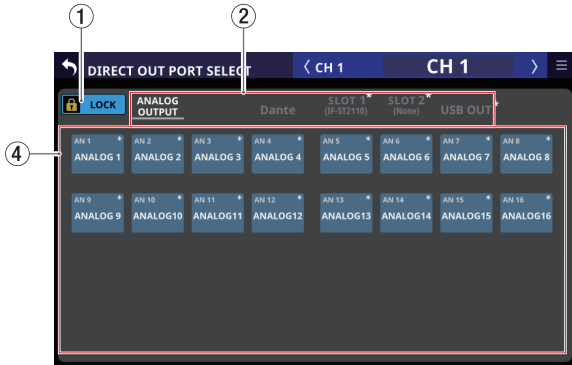 1
2
DIRECT OUT PORT SELECT
〈 CH 1
CH 1
〉
LOCK
ANALOG OUTPUT
Dante
SLOT 1*
(IF-ST2110)
SLOT 2*
(None)
USB OUT*
4
AN 1 * AN 2 * AN 3 * AN 4 * AN 5 * AN 6 * AN 7 * AN 8 *
ANALOG 1 ANALOG 2 ANALOG 3 ANALOG 4 ANALOG 5 ANALOG 6 ANALOG 7 ANALOG 8
AN 9 * AN 10 * AN 11 * AN 12 * AN 13 * AN 14 * AN 15 * AN 16 *
ANALOG 9 ANALOG10 ANALOG11 ANALOG12 ANALOG13 ANALOG14 ANALOG15 ANALOG16